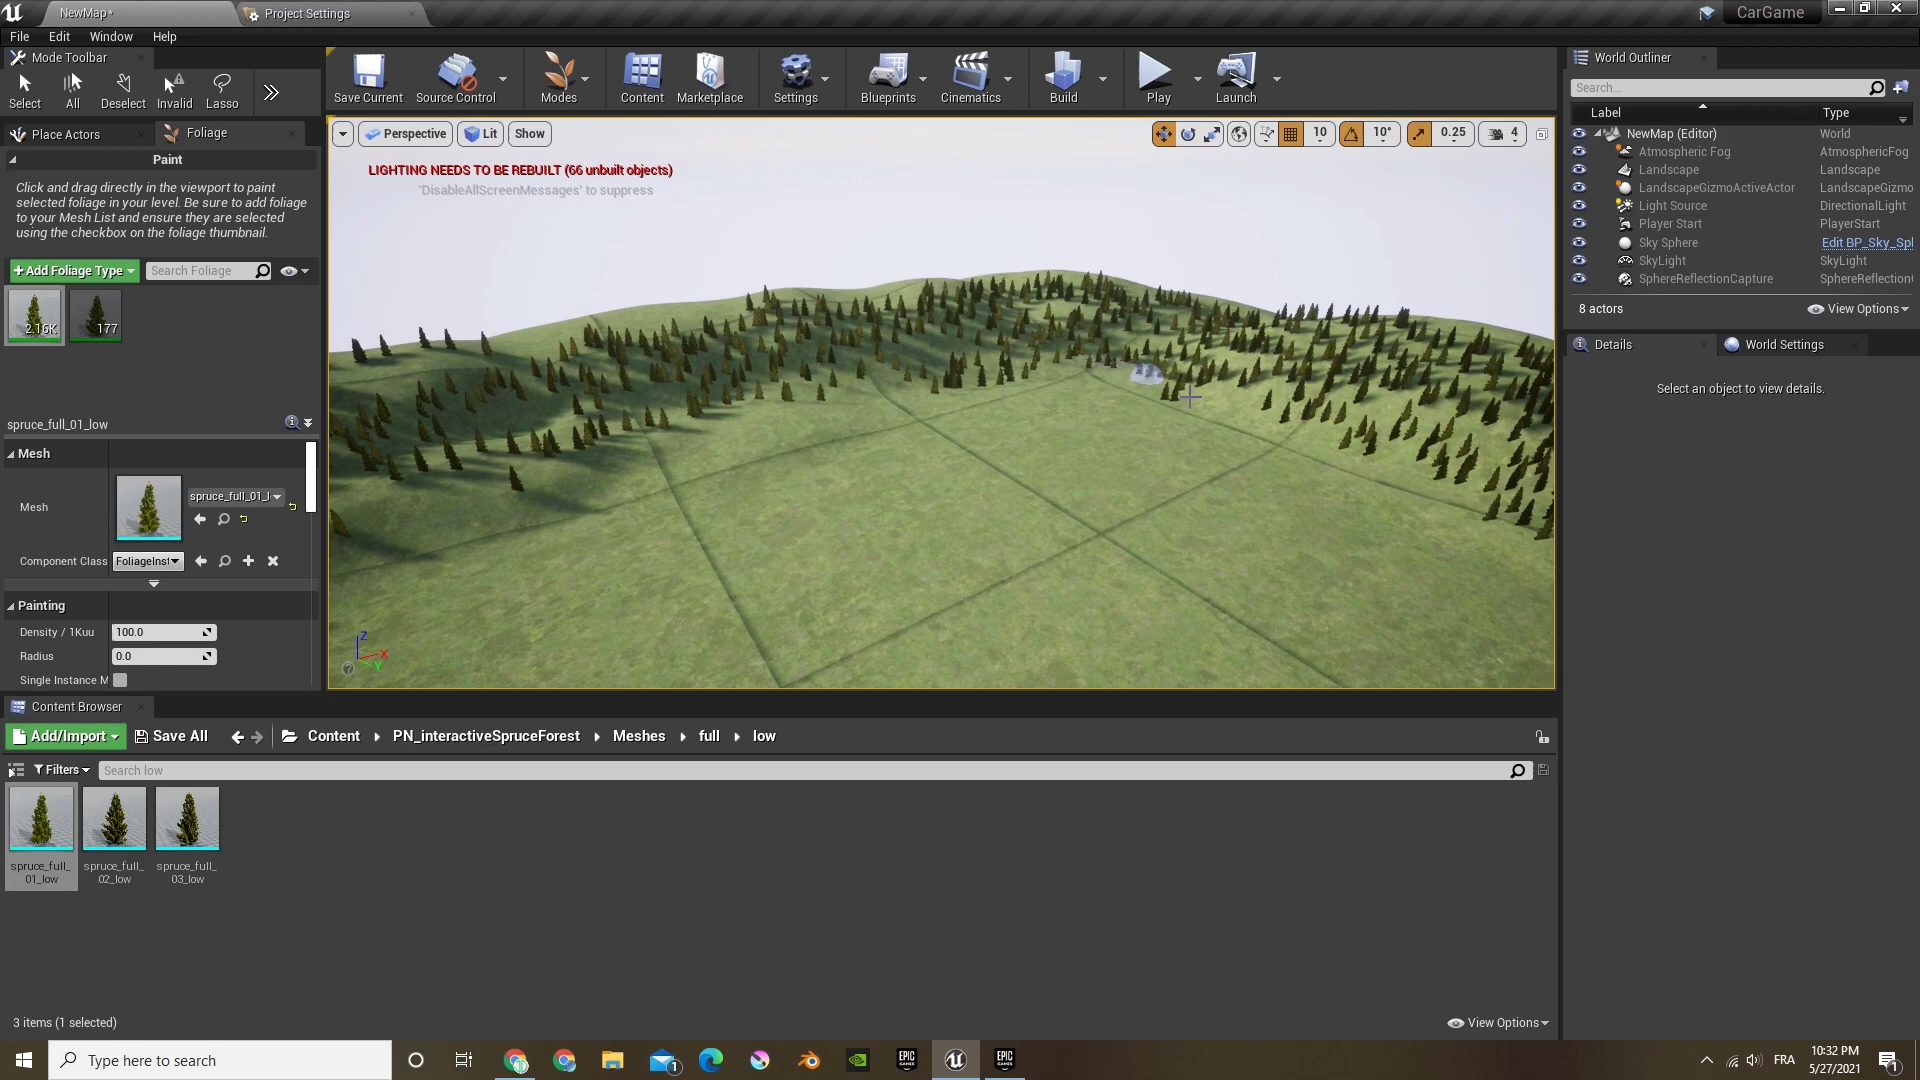 NewMap*
Project Settings
CarGame
File Edit Window Help
Mode Toolbar
Select All Deselect Invalid Lasso
Save Current Source Control Modes Content Marketplace Settings Blueprints Cinematics Build Play Launch
World Outliner
Search...
Label Type
NewMap (Editor) World
Atmospheric Fog AtmosphericFog
Landscape Landscape
LandscapeGizmoActiveActor LandscapeGizmo
Light Source DirectionalLight
Player Start PlayerStart
Sky Sphere Edit BP_Sky_Spl
SkyLight SkyLight
SphereReflectionCapture SphereReflection
8 actors View Options
Details World Settings
Select an object to view details.
Place Actors Foliage
Paint
Click and drag directly in the viewport to paint
selected foliage in your level. Be sure to add foliage
to your Mesh List and ensure they are selected
using the checkbox on the foliage thumbnail.
+Add Foliage Type Search Foliage
2.16K 177
spruce_full_01_low
Mesh
Mesh spruce_full_01_l
Component Class FoliageInst
Painting
Density / 1Kuu 100.0
Radius 0.0
Single Instance M
Perspective Lit Show
10 10° 0.25 4
LIGHTING NEEDS TO BE REBUILT (66 unbuilt objects)
'DisableAllScreenMessages' to suppress
Z
X
Y
Content Browser
Add/Import Save All Content PN_interactiveSpruceForest Meshes full low
Filters Search low
spruce_full_
01_low
spruce_full_
02_low
spruce_full_
03_low
3 items (1 selected) View Options
Type here to search
1
EPIC
GAMES
EPIC
GAMES
FRA
10:32 PM
5/27/2021
1